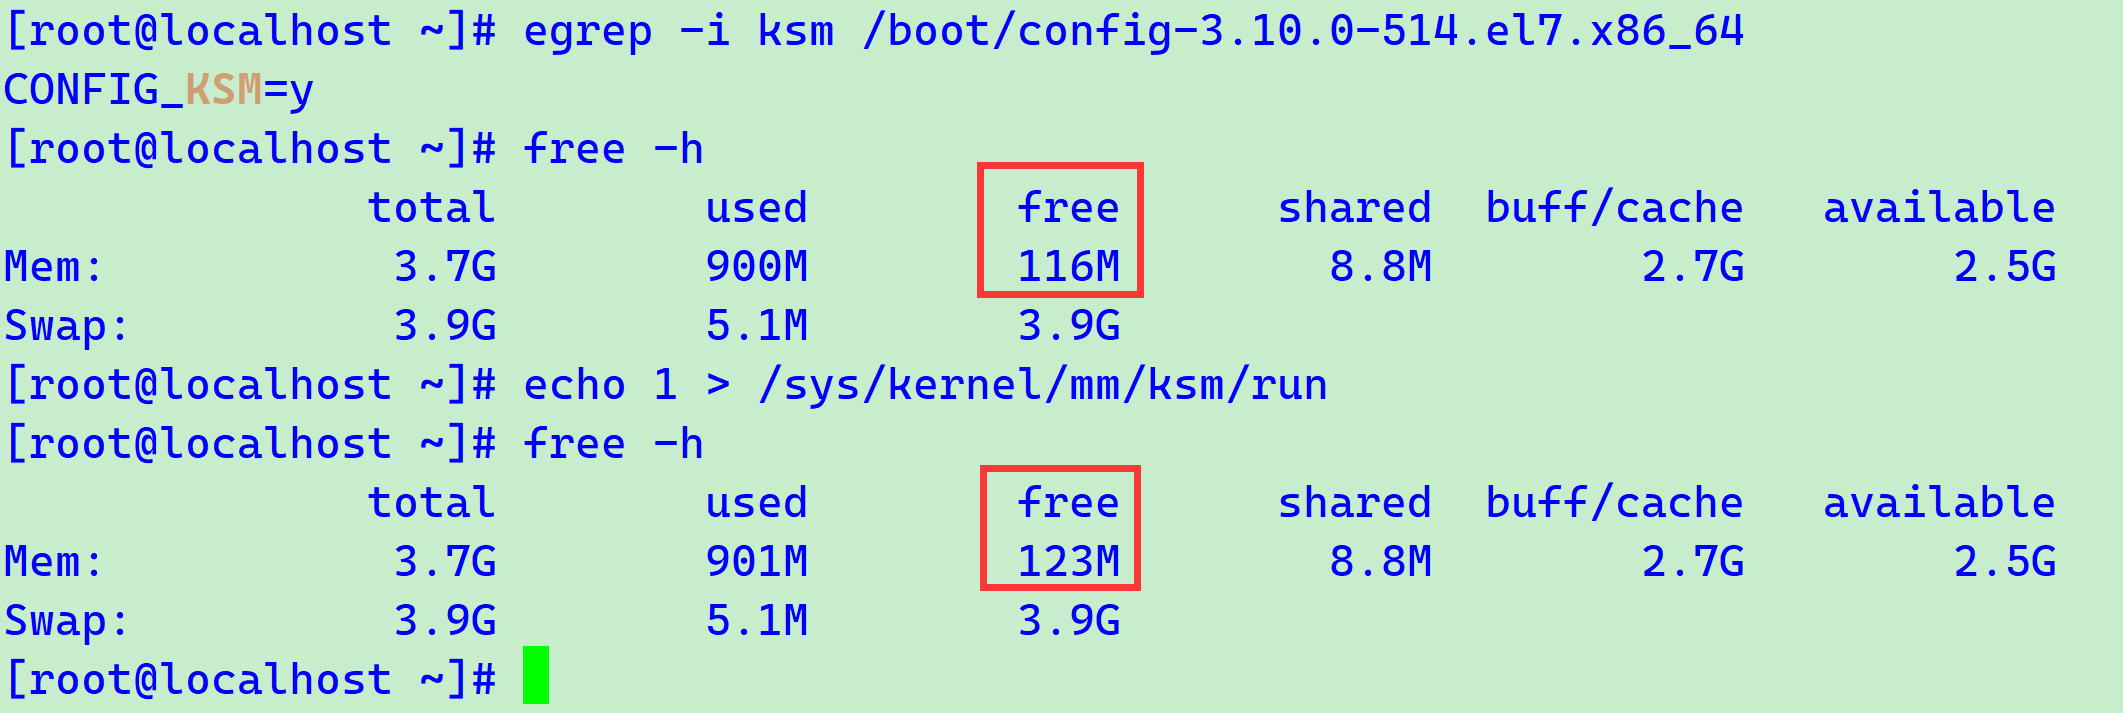 [root@localhost ~]# egrep -i ksm /boot/config-3.10.0-514.el7.x86_64
CONFIG_KSM=y
[root@localhost ~]# free -h
              total        used        free      shared  buff/cache   available
Mem:           3.7G        900M        116M        8.8M        2.7G        2.5G
Swap:          3.9G        5.1M        3.9G
[root@localhost ~]# echo 1 > /sys/kernel/mm/ksm/run
[root@localhost ~]# free -h
              total        used        free      shared  buff/cache   available
Mem:           3.7G        901M        123M        8.8M        2.7G        2.5G
Swap:          3.9G        5.1M        3.9G
[root@localhost ~]#